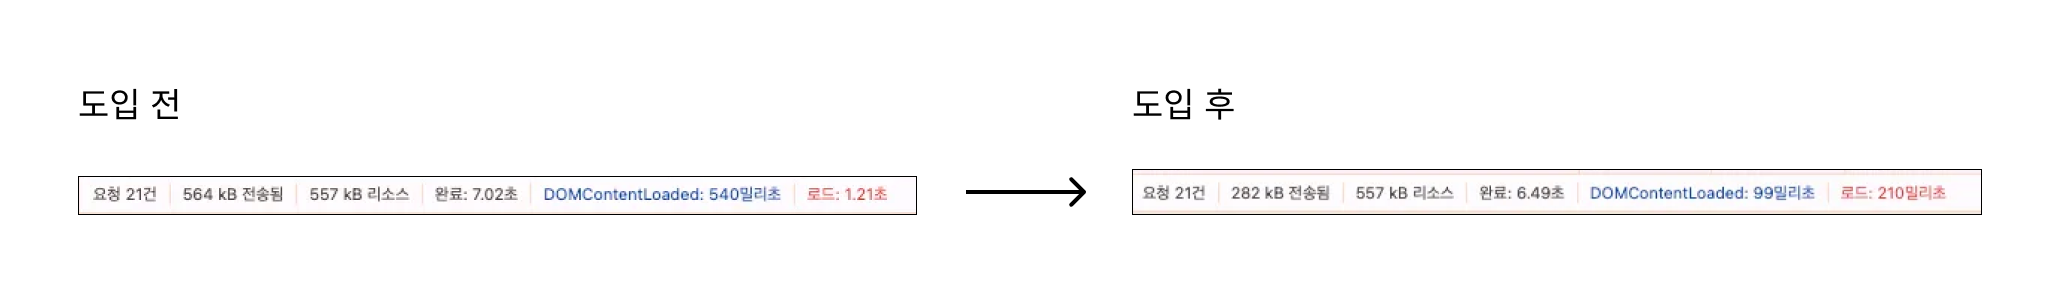 도입 전
요청 21건 564 kB 전송됨 557 kB 리소스 완료: 7.02초 DOMContentLoaded: 540밀리초 로드: 1.21초
도입 후
요청 21건 282 kB 전송됨 557 kB 리소스 완료: 6.49초 DOMContentLoaded: 99밀리초 로드: 210밀리초